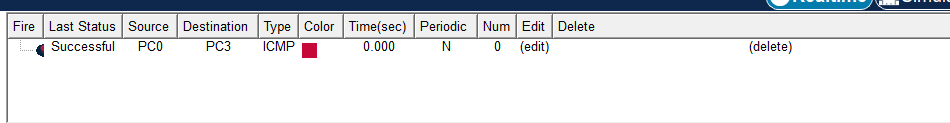 Fire Last Status Source Destination Type Color Time(sec) Periodic Num Edit Delete
Successful PC0 PC3 ICMP 0.000 N 0 (edit) (delete)